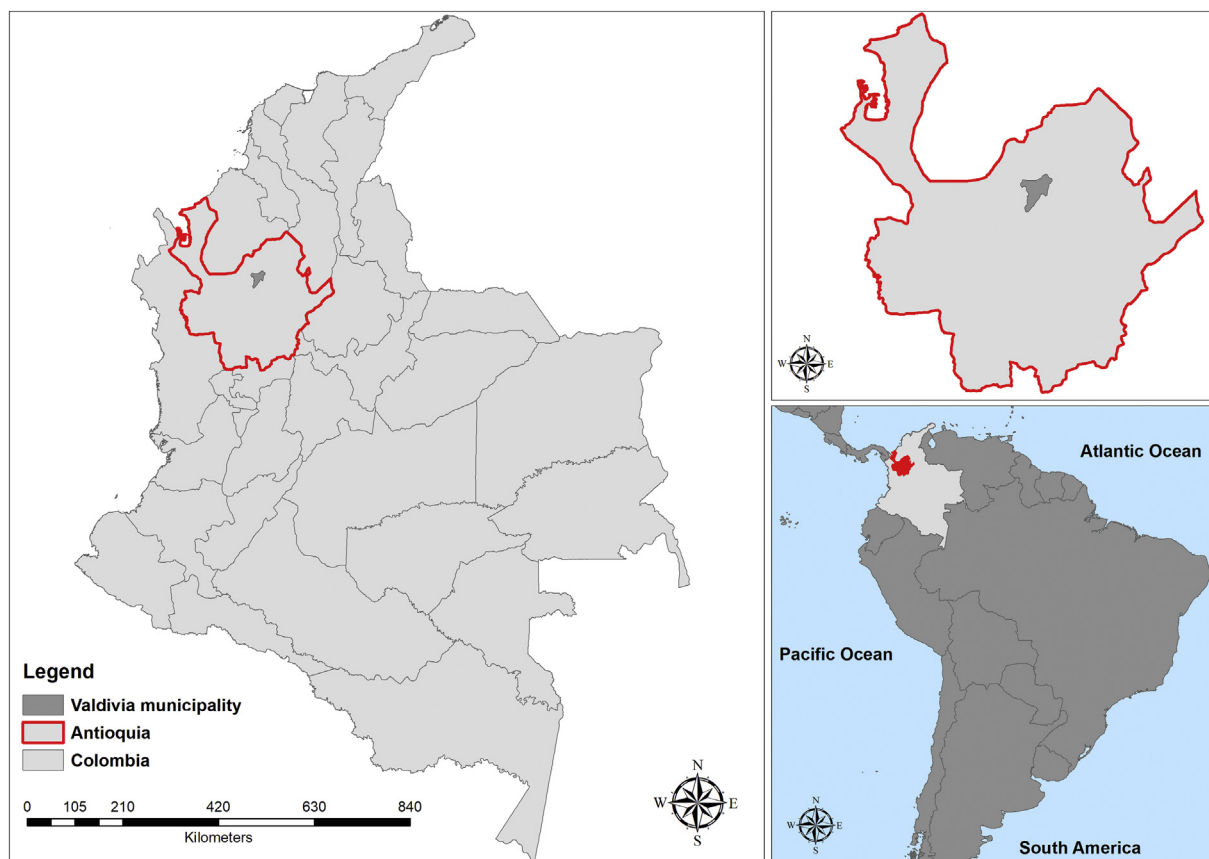 Legend
Valdivia municipality
Antioquia
Colombia
0 105 210 420 630 840
Kilometers
N
W E
S
N
W E
S
Atlantic Ocean
Pacific Ocean
N
W E
S
South America